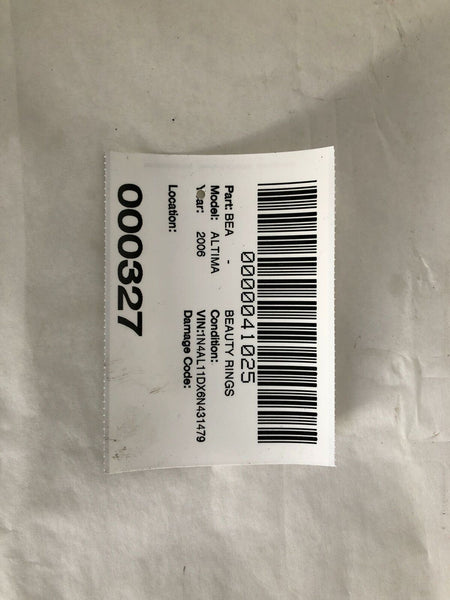 0000041025
Part: BEA - BEAUTY RINGS
Model: ALTIMA Condition:
Year: 2006 VIN:1N4AL11DX6N431479
Damage Code:
Location:
000327